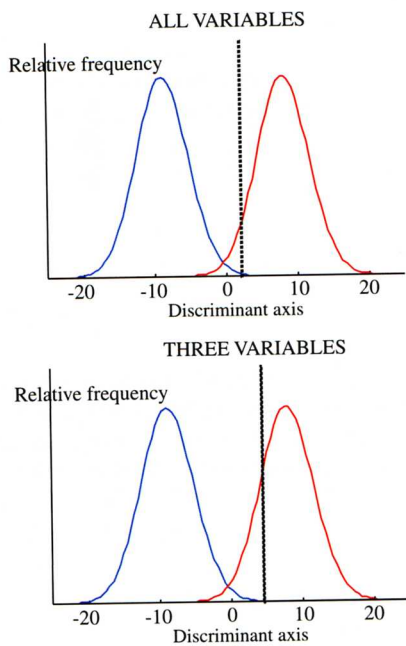 ALL VARIABLES
Relative frequency
-20 -10 0 10 20
Discriminant axis
THREE VARIABLES
Relative frequency
-20 -10 0 10 20
Discriminant axis